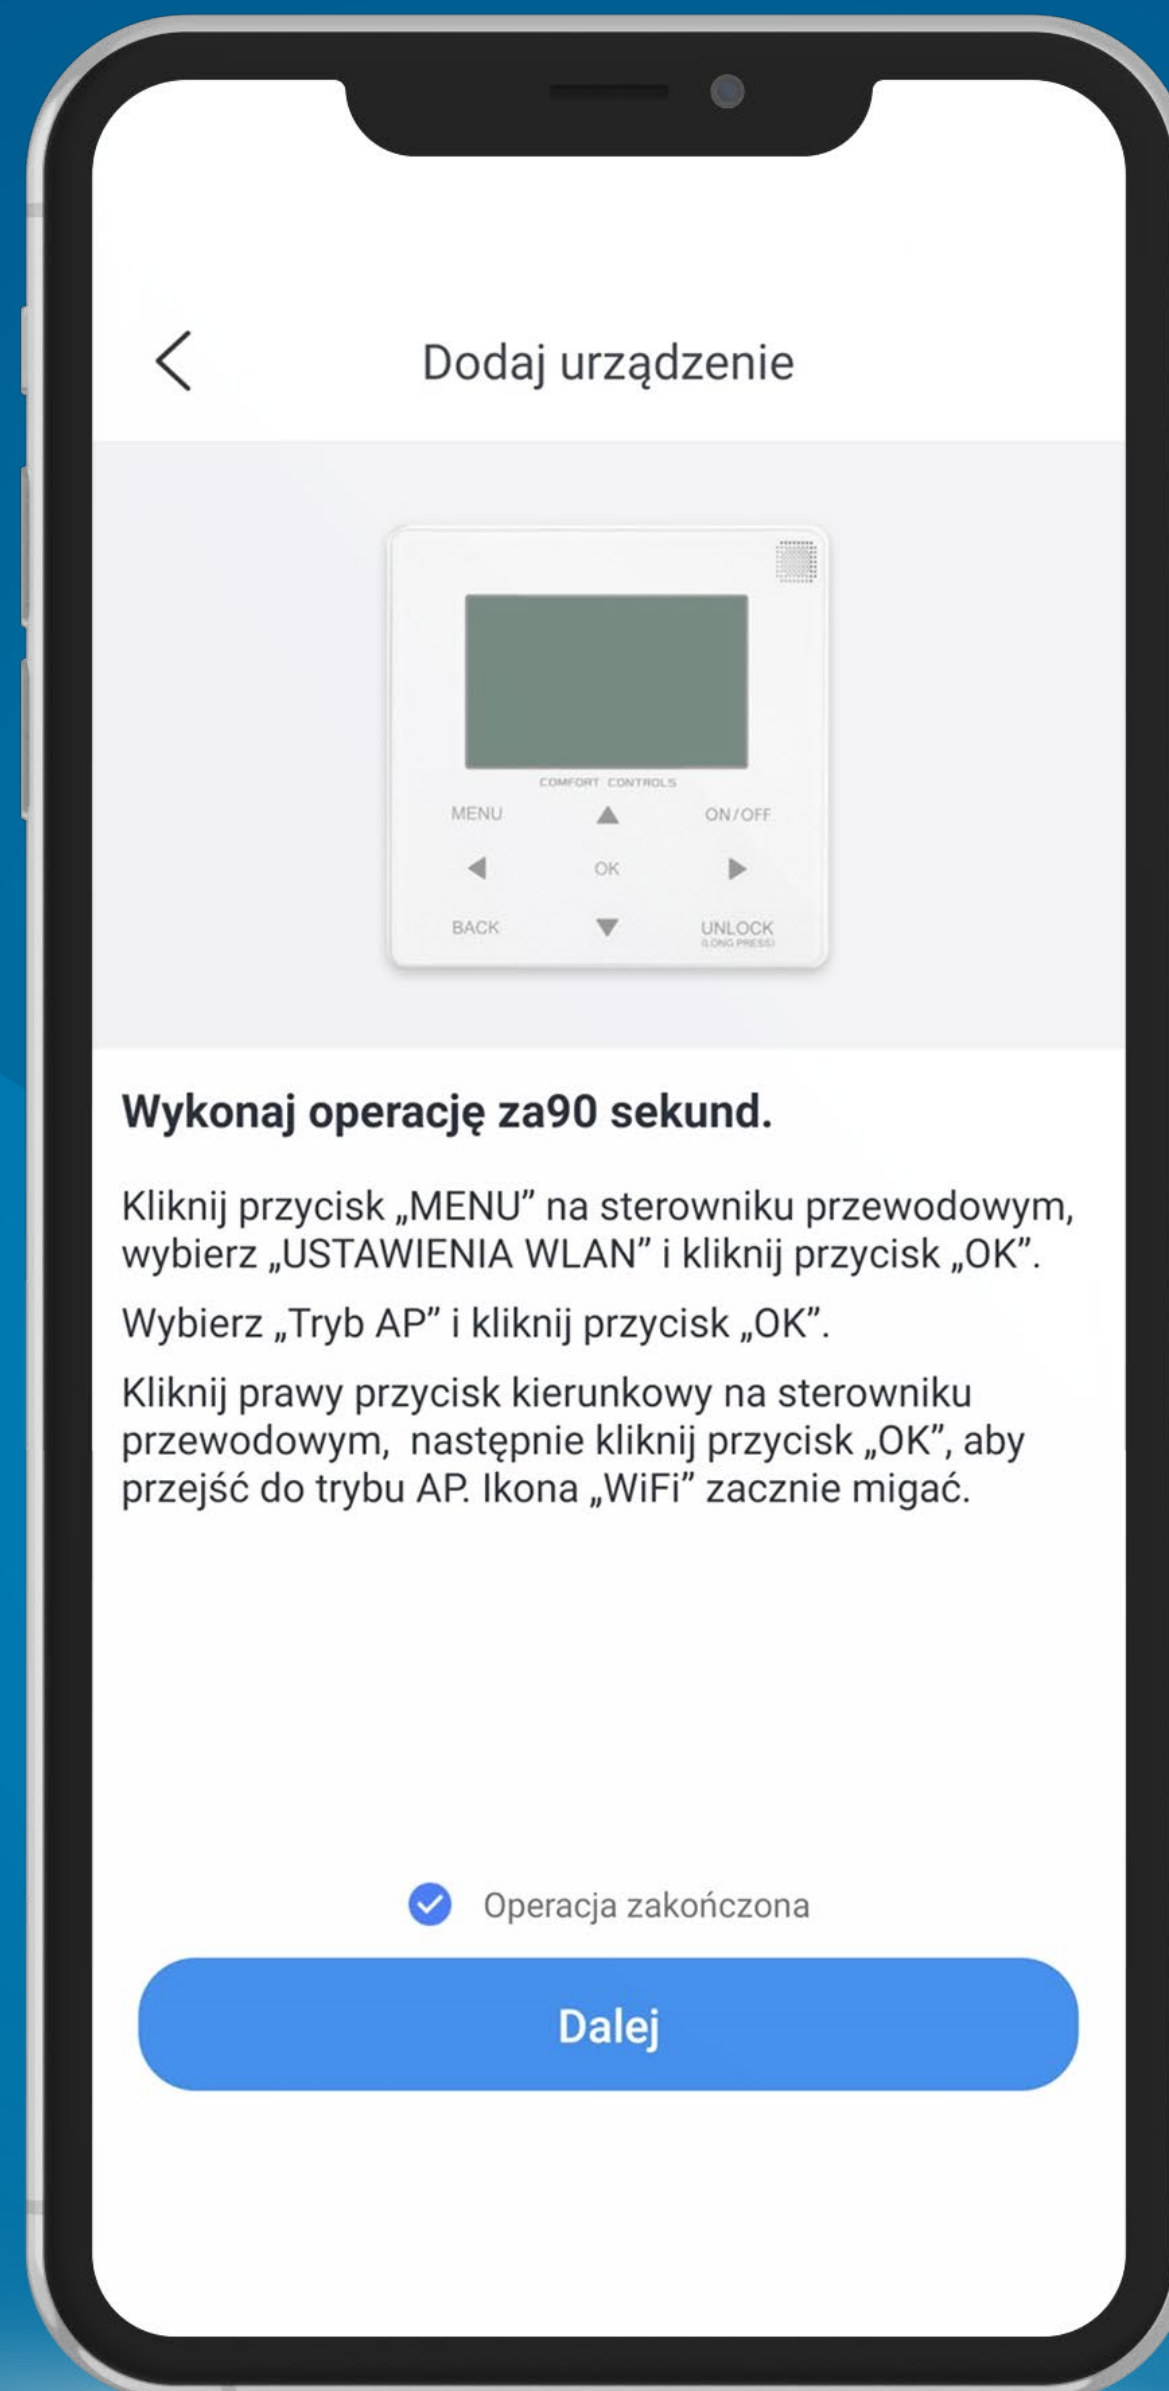 Dodaj urządzenie
COMFORT CONTROLS
MENU
ON/OFF
OK
BACK
UNLOCK
(LONG PRESS)
Wykonaj operację za90 sekund.
Kliknij przycisk „MENU” na sterowniku przewodowym,
wybierz „USTAWIENIA WLAN” i kliknij przycisk „OK”.
Wybierz „Tryb AP” i kliknij przycisk „OK”.
Kliknij prawy przycisk kierunkowy na sterowniku
przewodowym,  następnie kliknij przycisk „OK”, aby
przejść do trybu AP. Ikona „WiFi” zacznie migać.
Operacja zakończona
Dalej